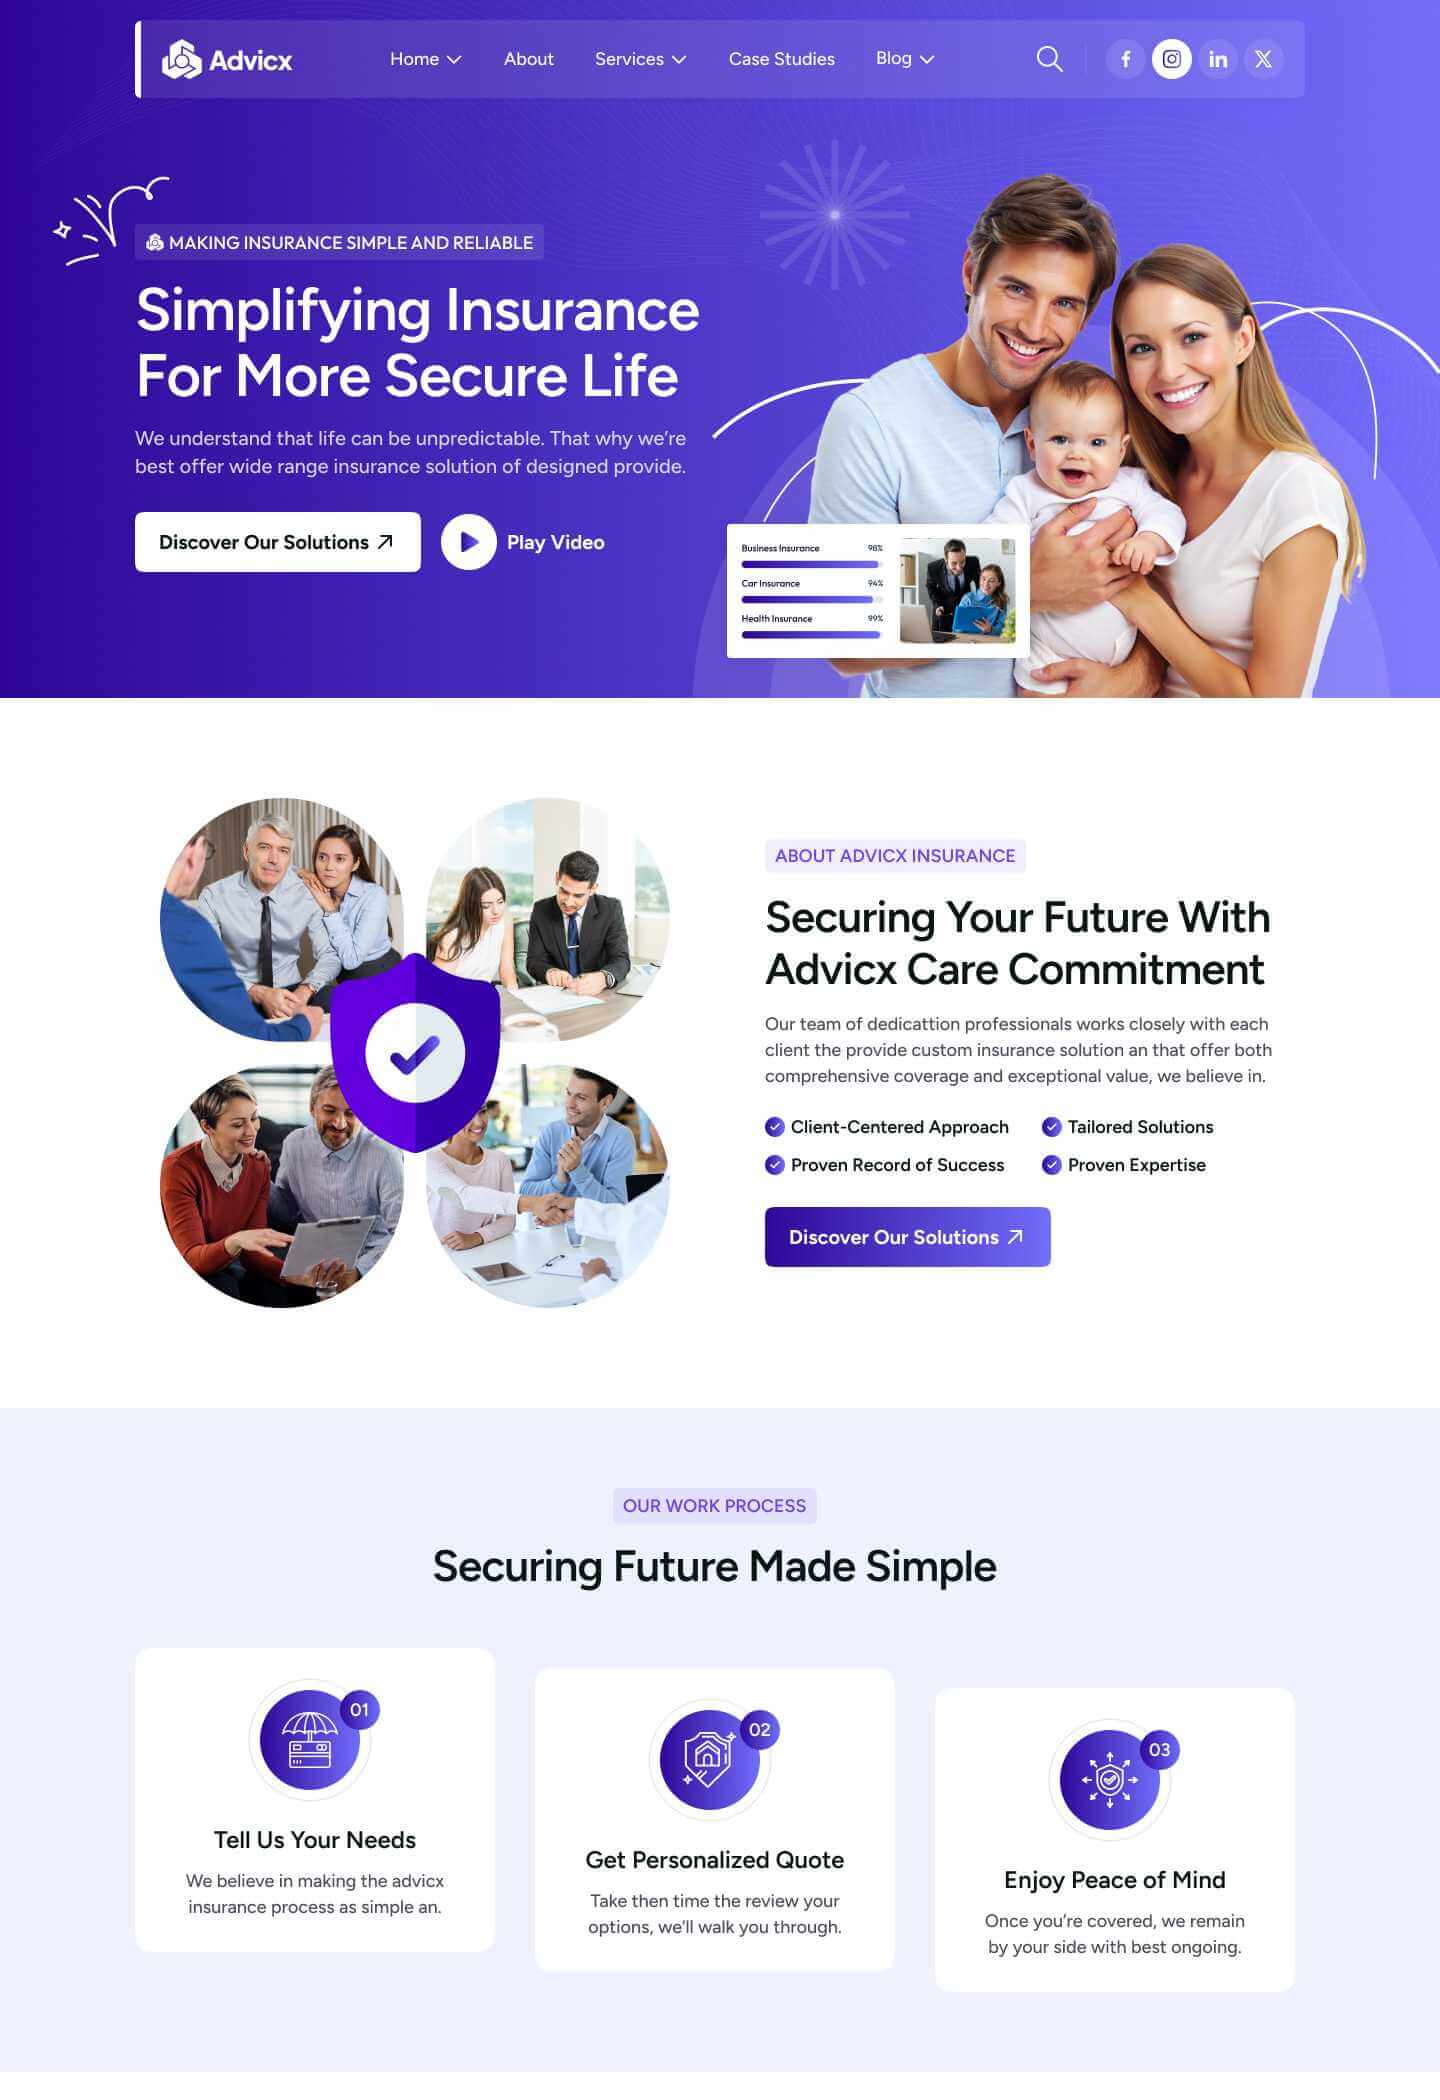 Advicx
Home
About
Services
Case Studies
Blog
MAKING INSURANCE SIMPLE AND RELIABLE
Simplifying Insurance
For More Secure Life
We understand that life can be unpredictable. That why we're
best offer wide range insurance solution of designed provide.
Discover Our Solutions
Play Video
Business Insurance 98%
Car Insurance 94%
Health Insurance 99%
ABOUT ADVICX INSURANCE
Securing Your Future With
Advicx Care Commitment
Our team of dedicattion professionals works closely with each
client the provide custom insurance solution an that offer both
comprehensive coverage and exceptional value, we believe in.
Client-Centered Approach
Tailored Solutions
Proven Record of Success
Proven Expertise
Discover Our Solutions
OUR WORK PROCESS
Securing Future Made Simple
01
Tell Us Your Needs
We believe in making the advicx
insurance process as simple an.
02
Get Personalized Quote
Take then time the review your
options, we'll walk you through.
03
Enjoy Peace of Mind
Once you're covered, we remain
by your side with best ongoing.